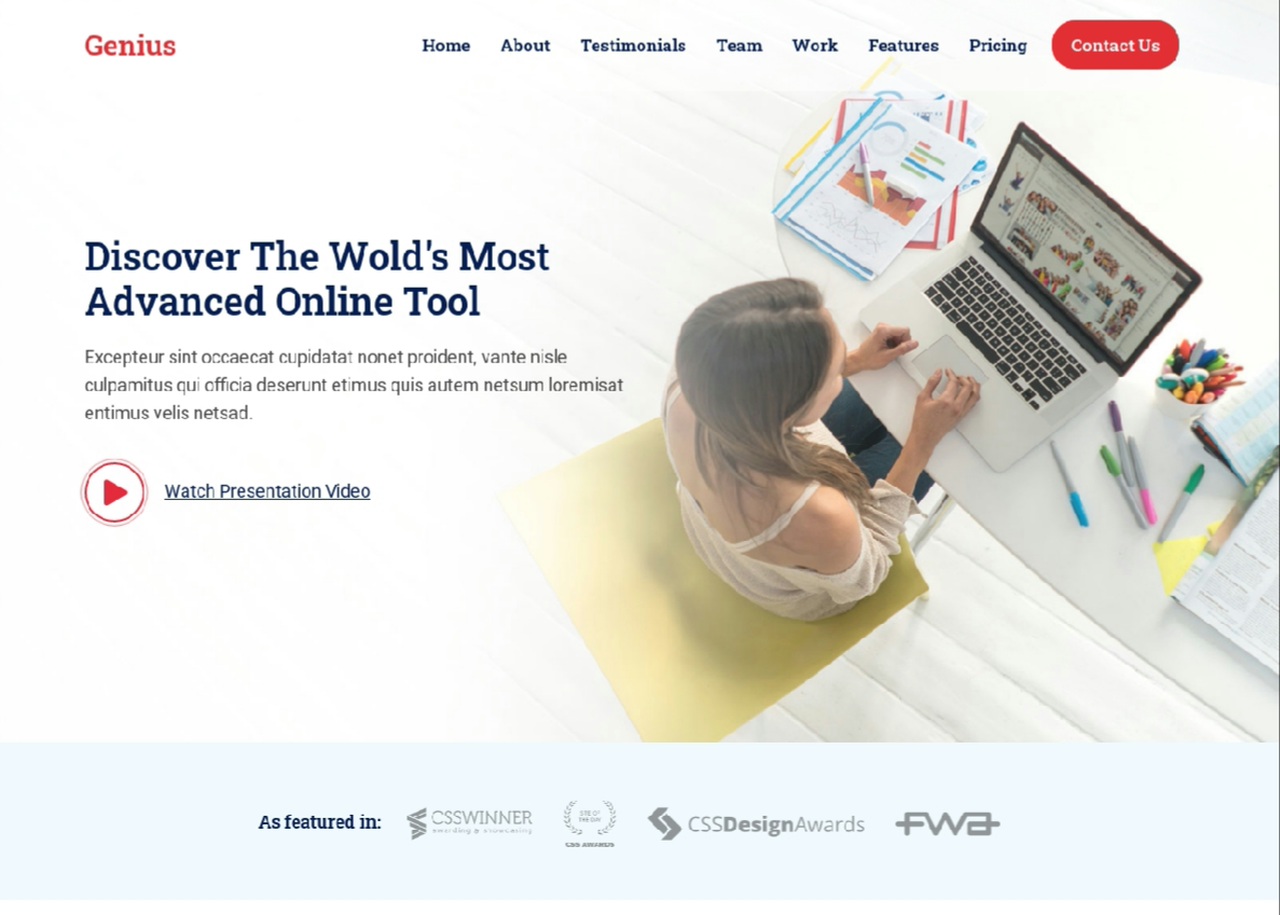 Genius
Home About Testimonials Team Work Features Pricing Contact Us
Discover The Wold's Most
Advanced Online Tool
Excepteur sint occaecat cupidatat nonet proident, vante nisle
culpamitus qui officia deserunt etimus quis autem netsum loremisat
entimus velis netsad.
Watch Presentation Video
As featured in:
CSSWINNER
awarding & showcasing
SITE OF
THE DAY
CSS AWARDS
CSSDesignAwards
FWA